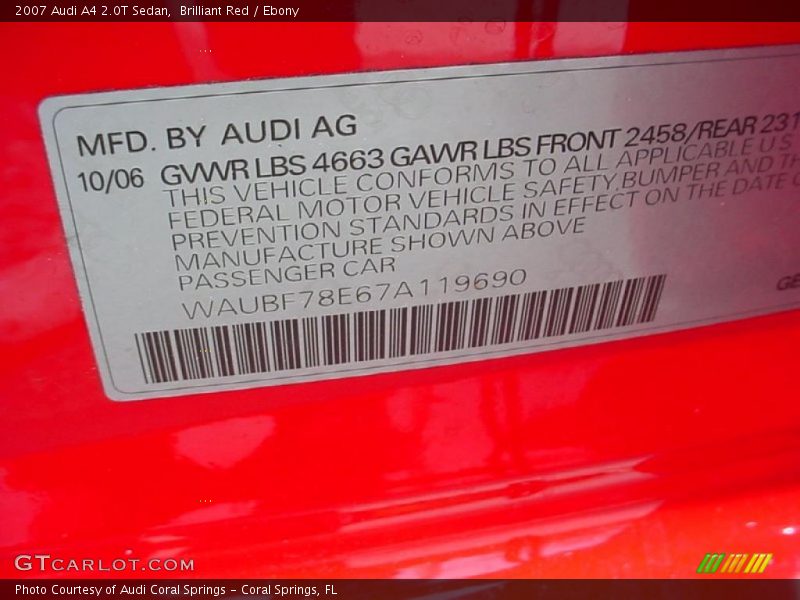 2007 Audi A4 2.0T Sedan,  Brilliant Red / Ebony
MFD. BY AUDI AG
10/06 GVWR LBS 4663 GAWR LBS FRONT 2458/REAR 231
THIS VEHICLE CONFORMS TO ALL APPLICABLE U.S
FEDERAL MOTOR VEHICLE SAFETY, BUMPER AND TH
PREVENTION STANDARDS IN EFFECT ON THE DATE O
MANUFACTURE SHOWN ABOVE
PASSENGER CAR
WAUBF78E67A119690
GE
GTCARLOT.COM
Photo Courtesy of Audi Coral Springs – Coral Springs, FL